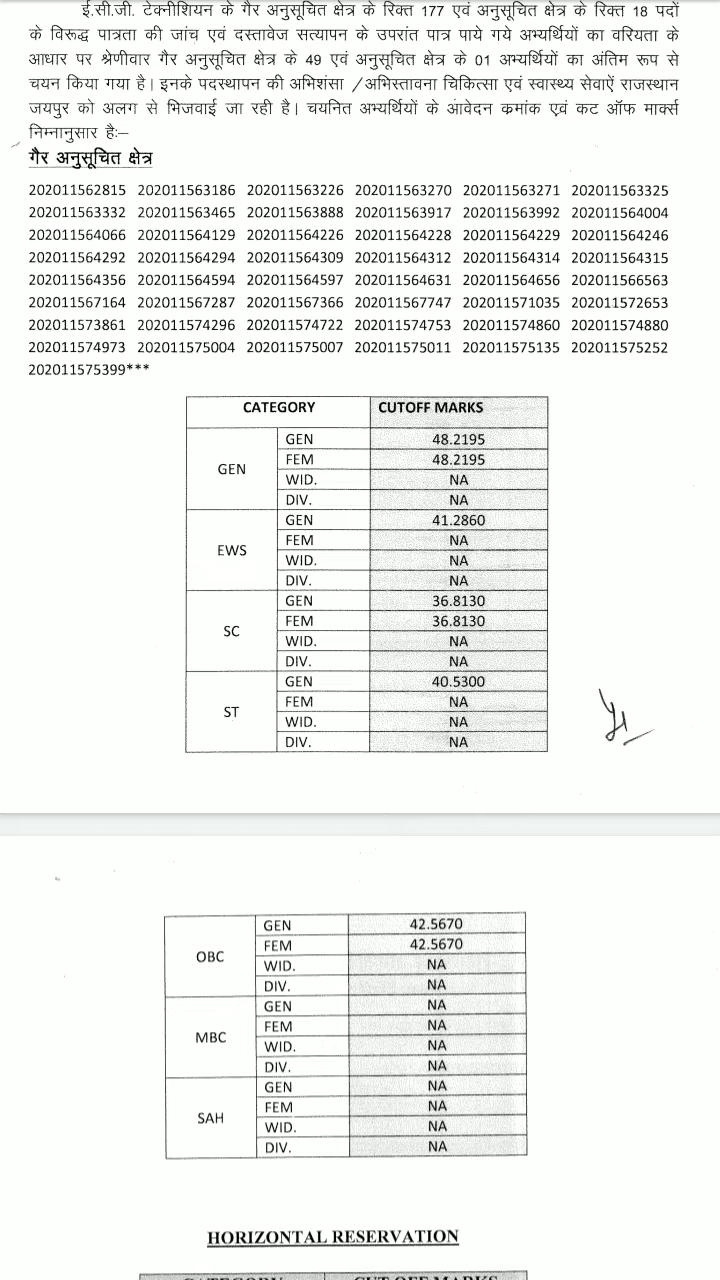 ई.सी.जी. टेक्नीशियन के गैर अनुसूचित क्षेत्र के रिक्त 177 एवं अनुसूचित क्षेत्र के रिक्त 18 पदों
के विरूद्ध पात्रता की जांच एवं दस्तावेज सत्यापन के उपरांत पात्र पाये गये अभ्यर्थियों का वरियता के
आधार पर श्रेणीवार गैर अनुसूचित क्षेत्र के 49 एवं अनुसूचित क्षेत्र के 01 अभ्यर्थियों का अंतिम रूप से
चयन किया गया है। इनके पदस्थापन की अभिशंसा /अभिस्तावना चिकित्सा एवं स्वास्थ्य सेवाऐं राजस्थान
जयपुर को अलग से भिजवाई जा रही है। चयनित अभ्यर्थियों के आवेदन क्रमांक एवं कट ऑफ मार्क्स
निम्नानुसार हैः–
गैर अनुसूचित क्षेत्र
202011562815 202011563186 202011563226 202011563270 202011563271 202011563325
202011563332 202011563465 202011563888 202011563917 202011563992 202011564004
202011564066 202011564129 202011564226 202011564228 202011564229 202011564246
202011564292 202011564294 202011564309 202011564312 202011564314 202011564315
202011564356 202011564594 202011564597 202011564631 202011564656 202011566563
202011567164 202011567287 202011567366 202011567747 202011571035 202011572653
202011573861 202011574296 202011574722 202011574753 202011574860 202011574880
202011574973 202011575004 202011575007 202011575011 202011575135 202011575252
202011575399***
CATEGORY CUTOFF MARKS
GEN GEN 48.2195
FEM 48.2195
WID. NA
DIV. NA
EWS GEN 41.2860
FEM NA
WID. NA
DIV. NA
SC GEN 36.8130
FEM 36.8130
WID. NA
DIV. NA
ST GEN 40.5300
FEM NA
WID. NA
DIV. NA
OBC GEN 42.5670
FEM 42.5670
WID. NA
DIV. NA
MBC GEN NA
FEM NA
WID. NA
DIV. NA
SAH GEN NA
FEM NA
WID. NA
DIV. NA
HORIZONTAL RESERVATION
CATEGORY CUT OFF MARKS